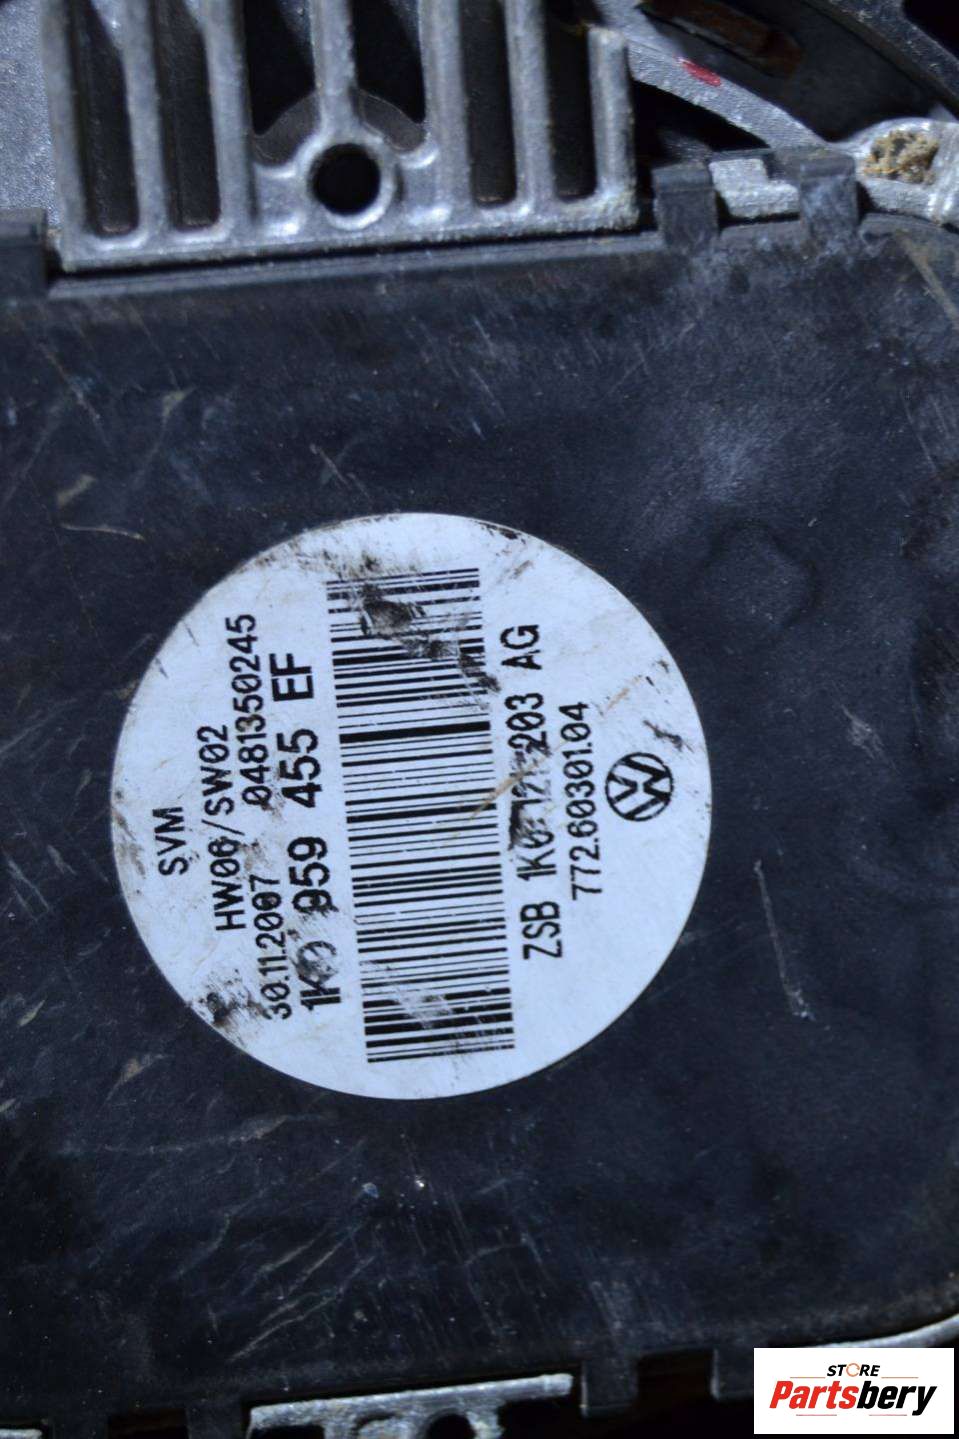 SVM
HW06/SW02
30.11.2007 0481350245
1K0 959 455 EF
ZSB 1K0 121 203 AG
772.60301.04
VW
STORE
Partsbery